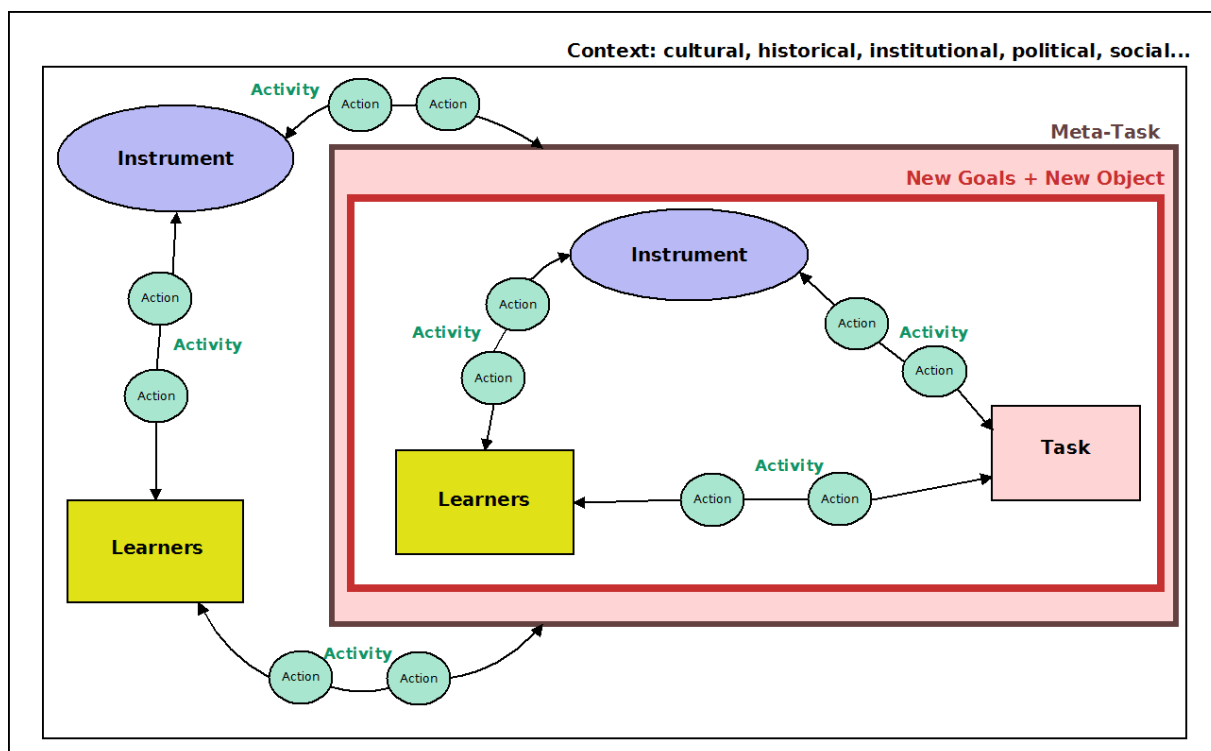 Context: cultural, historical, institutional, political, social...
Activity
Action
Action
Instrument
Meta-Task
New Goals + New Object
Instrument
Action
Action
Action
Activity
Activity
Activity
Action
Action
Action
Action
Task
Activity
Learners
Action
Action
Learners
Activity
Action
Action